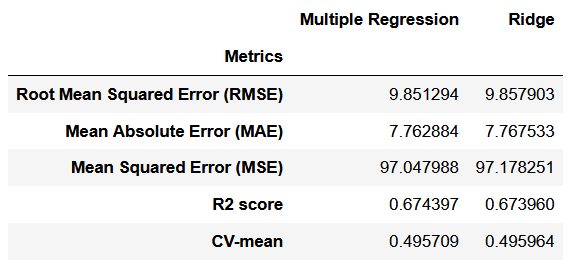 Multiple Regression Ridge
Metrics
Root Mean Squared Error (RMSE) 9.851294 9.857903
Mean Absolute Error (MAE) 7.762884 7.767533
Mean Squared Error (MSE) 97.047988 97.178251
R2 score 0.674397 0.673960
CV-mean 0.495709 0.495964